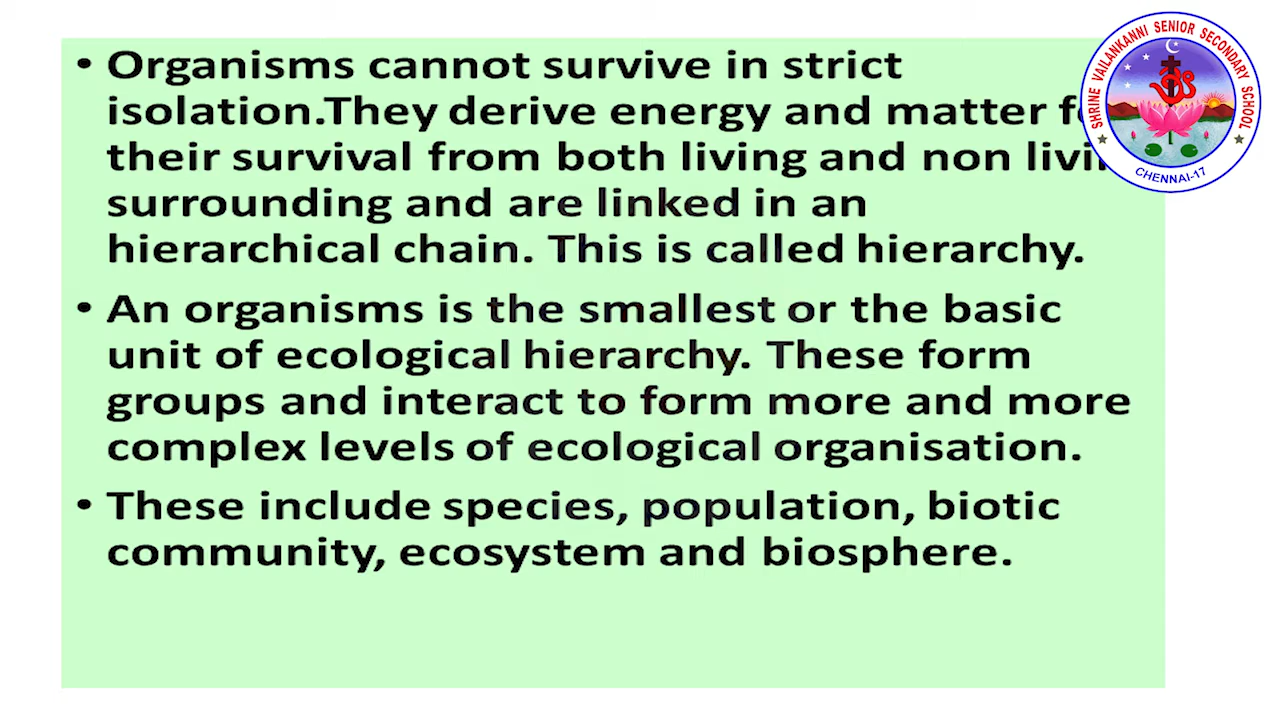 • Organisms cannot survive in strict
isolation.They derive energy and matter
their survival from both living and non
surrounding and are linked in an
hierarchical chain. This is called hierarchy.
• An organisms is the smallest or the basic
unit of ecological hierarchy. These form
groups and interact to form more and more
complex levels of ecological organisation.
• These include species, population, biotic
community, ecosystem and biosphere.
SHRINE VAILANKANNI SENIOR SECONDARY SCHOOL
CHENNAI-17